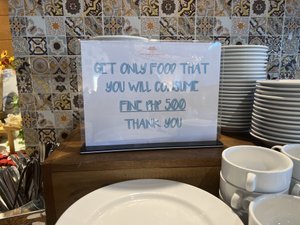 GET ONLY FOOD THAT
YOU WILL CONSUME
FINE PHP 500
THANK YOU